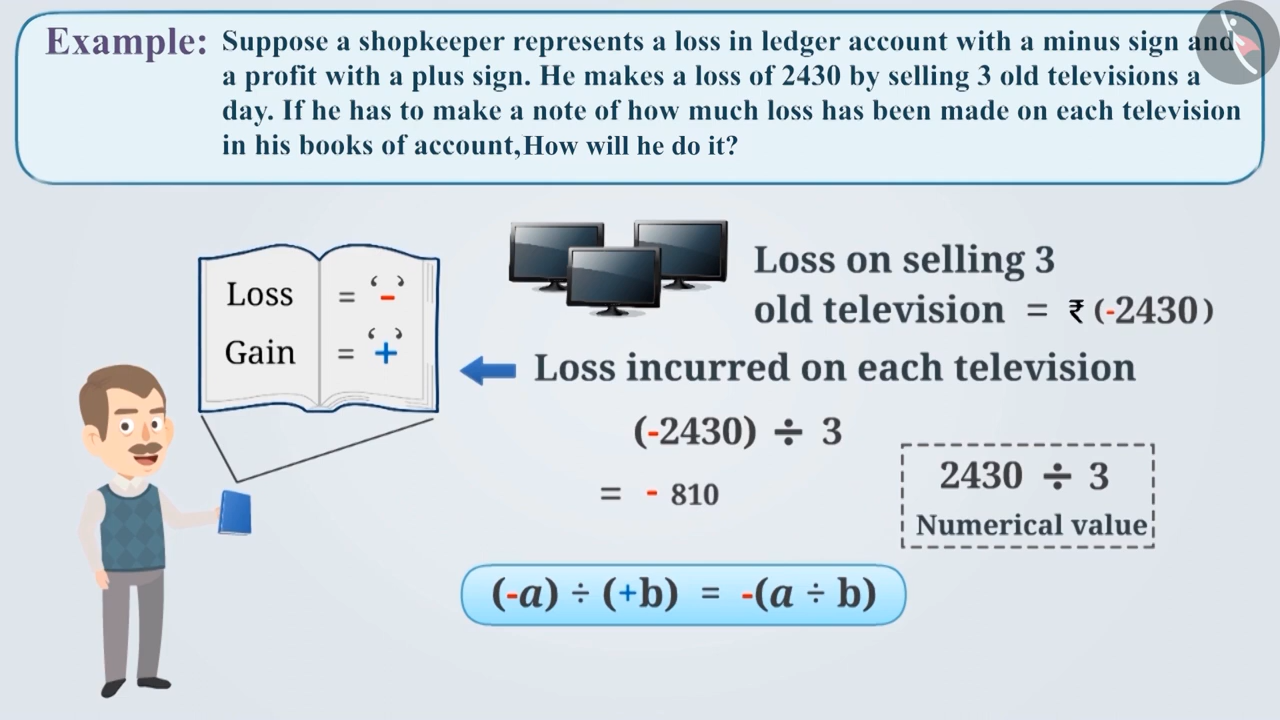 Example: Suppose a shopkeeper represents a loss in ledger account with a minus sign and
a profit with a plus sign. He makes a loss of 2430 by selling 3 old televisions a
day. If he has to make a note of how much loss has been made on each television
in his books of account,How will he do it?
Loss = ‘-’
Gain = ‘+’
Loss on selling 3
old television = ₹ (-2430)
Loss incurred on each television
(-2430) ÷ 3
= - 810
2430 ÷ 3
Numerical value
(-a) ÷ (+b) = -(a ÷ b)